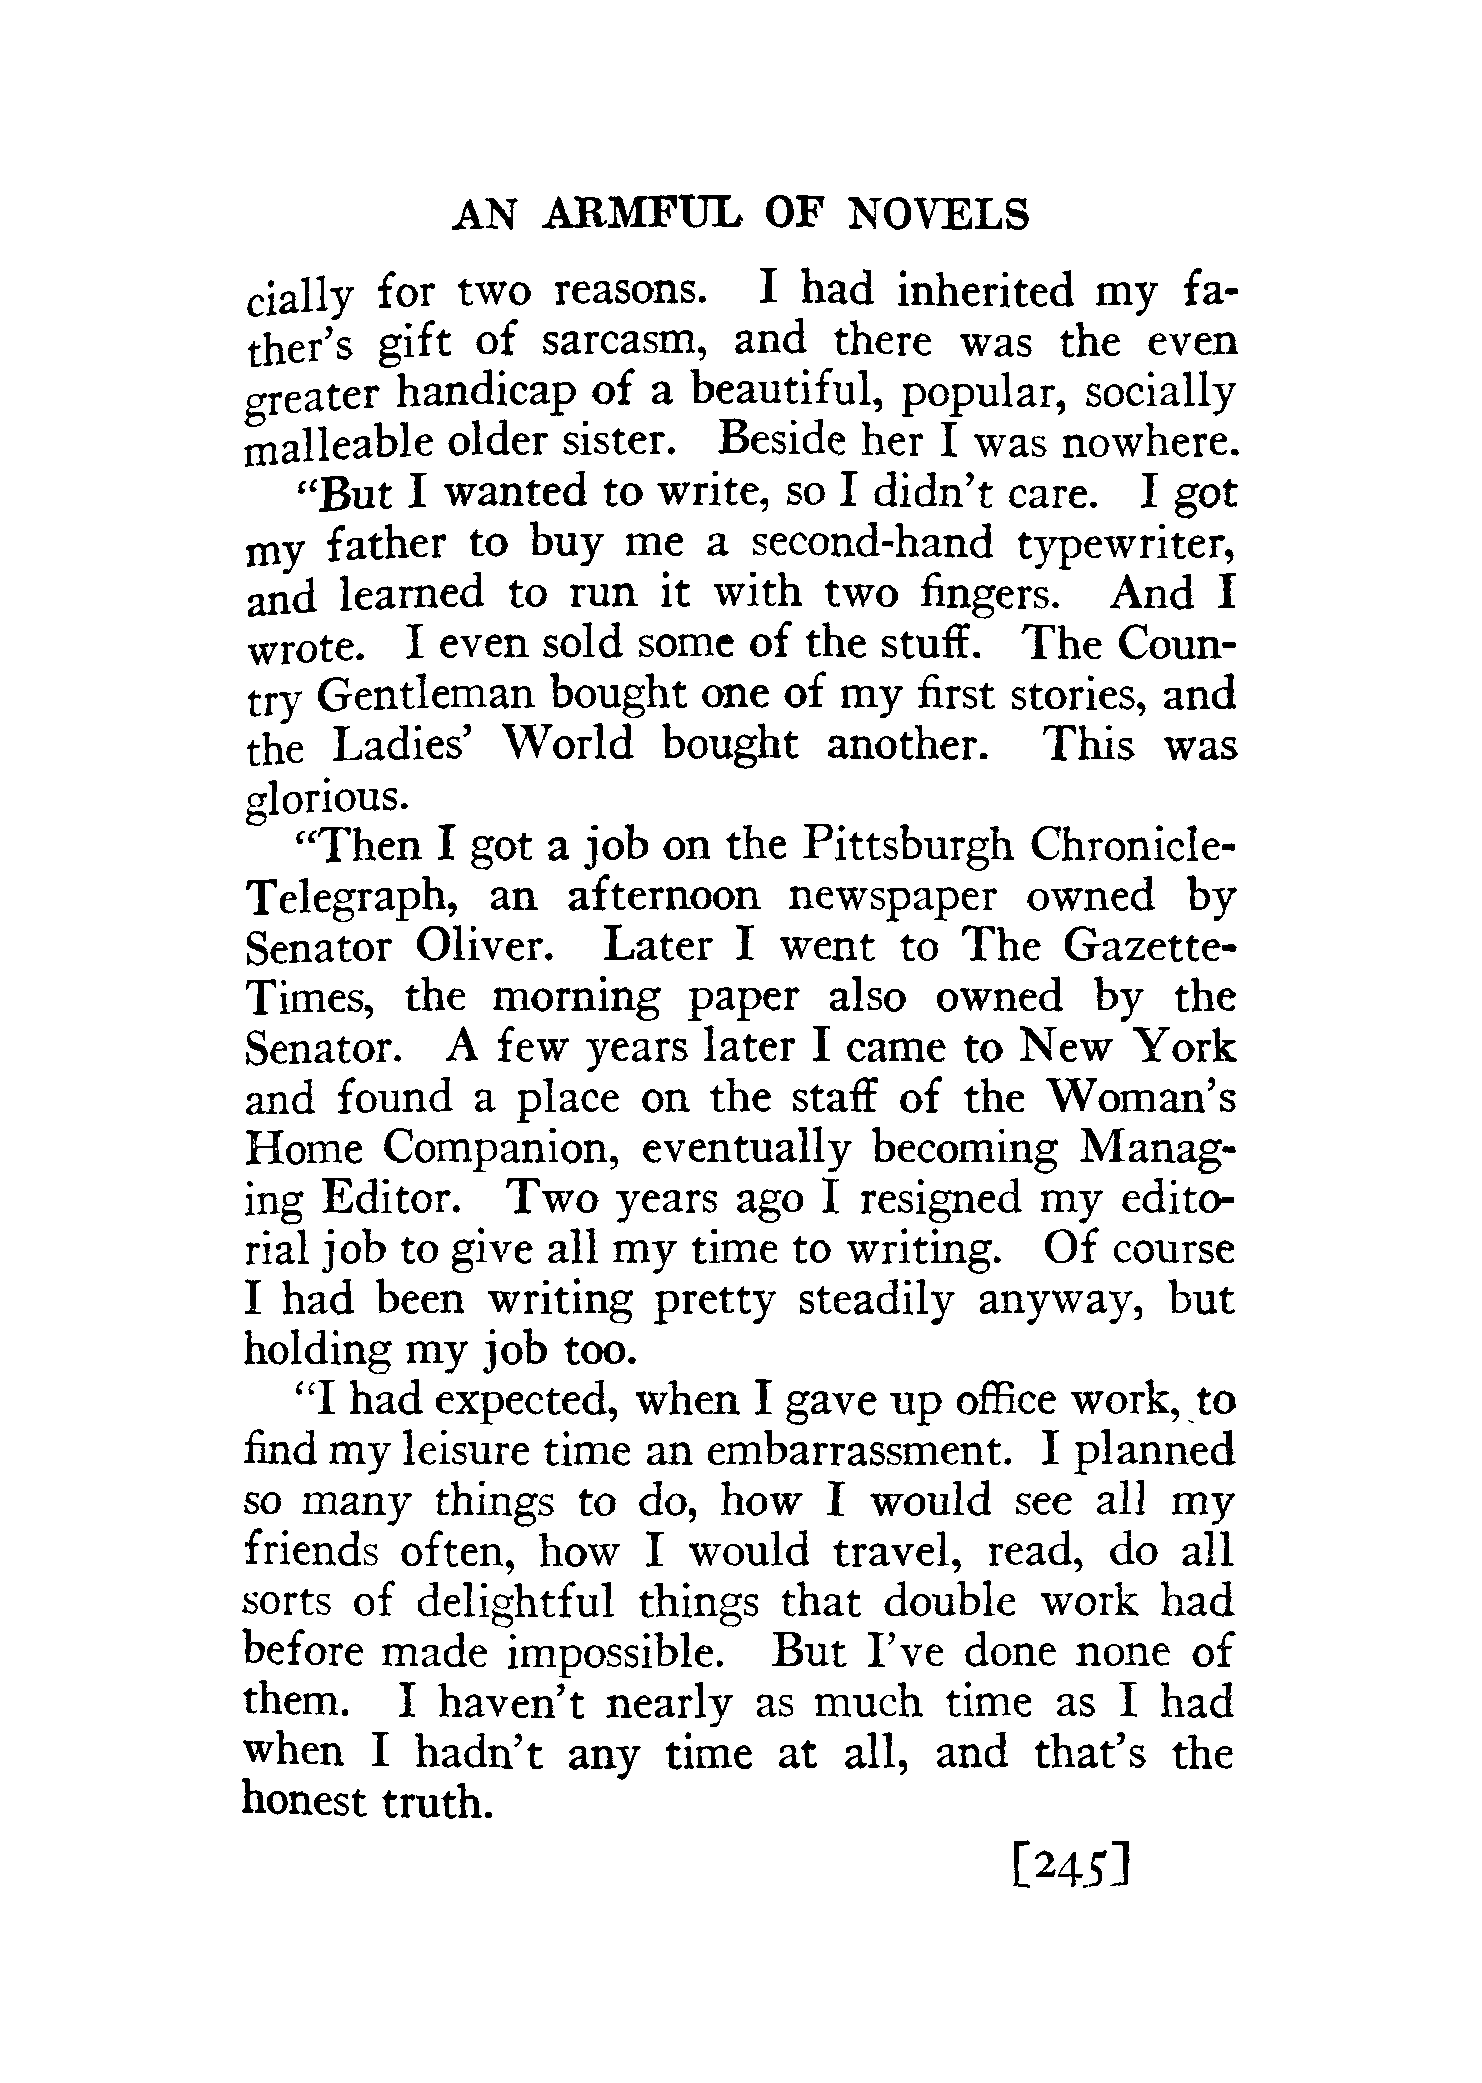 AN ARMFUL OF NOVELS
cially for two reasons. I had inherited my fa-
ther's gift of sarcasm, and there was the even
greater handicap of a beautiful, popular, socially
malleable older sister. Beside her I was nowhere.
"But I wanted to write, so I didn't care. I got
my father to buy me a second-hand typewriter,
and learned to run it with two fingers. And I
wrote. I even sold some of the stuff. The Coun-
try Gentleman bought one of my first stories, and
the Ladies' World bought another. This was
glorious.
"Then I got a job on the Pittsburgh Chronicle-
Telegraph, an afternoon newspaper owned by
Senator Oliver. Later I went to The Gazette-
Times, the morning paper also owned by the
Senator. A few years later I came to New York
and found a place on the staff of the Woman's
Home Companion, eventually becoming Manag-
ing Editor. Two years ago I resigned my edito-
rial job to give all my time to writing. Of course
I had been writing pretty steadily anyway, but
holding my job too.
"I had expected, when I gave up office work, to
find my leisure time an embarrassment. I planned
so many things to do, how I would see all my
friends often, how I would travel, read, do all
sorts of delightful things that double work had
before made impossible. But I've done none of
them. I haven't nearly as much time as I had
when I hadn't any time at all, and that's the
honest truth.
[245]